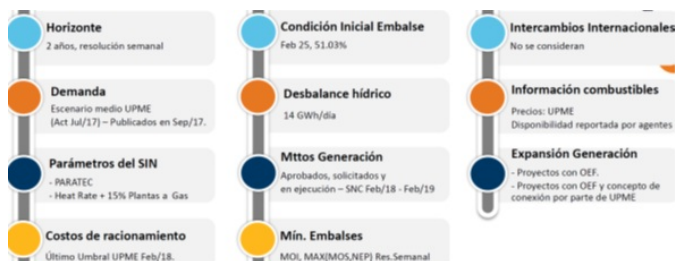 Horizonte
2 años, resolución semanal
Demanda
Escenario medio UPME
(Act Jul/17) – Publicados en Sep/17.
Parámetros del SIN
- PARATEC
- Heat Rate + 15% Plantas a Gas
Costos de racionamiento
Último Umbral UPME Feb/18.
Condición Inicial Embalse
Feb 25, 51.03%
Desbalance hídrico
14 GWh/día
Mttos Generación
Aprobados, solicitados y
en ejecución – SNC Feb/18 - Feb/19
Mín. Embalses
MOI, MAX(MOS,NEP) Res.Semanal
Intercambios Internacionales
No se consideran
Información combustibles
Precios: UPME
Disponibilidad reportada por agentes
Expansión Generación
- Proyectos con OEF.
- Proyectos con OEF y concepto de
conexión por parte de UPME